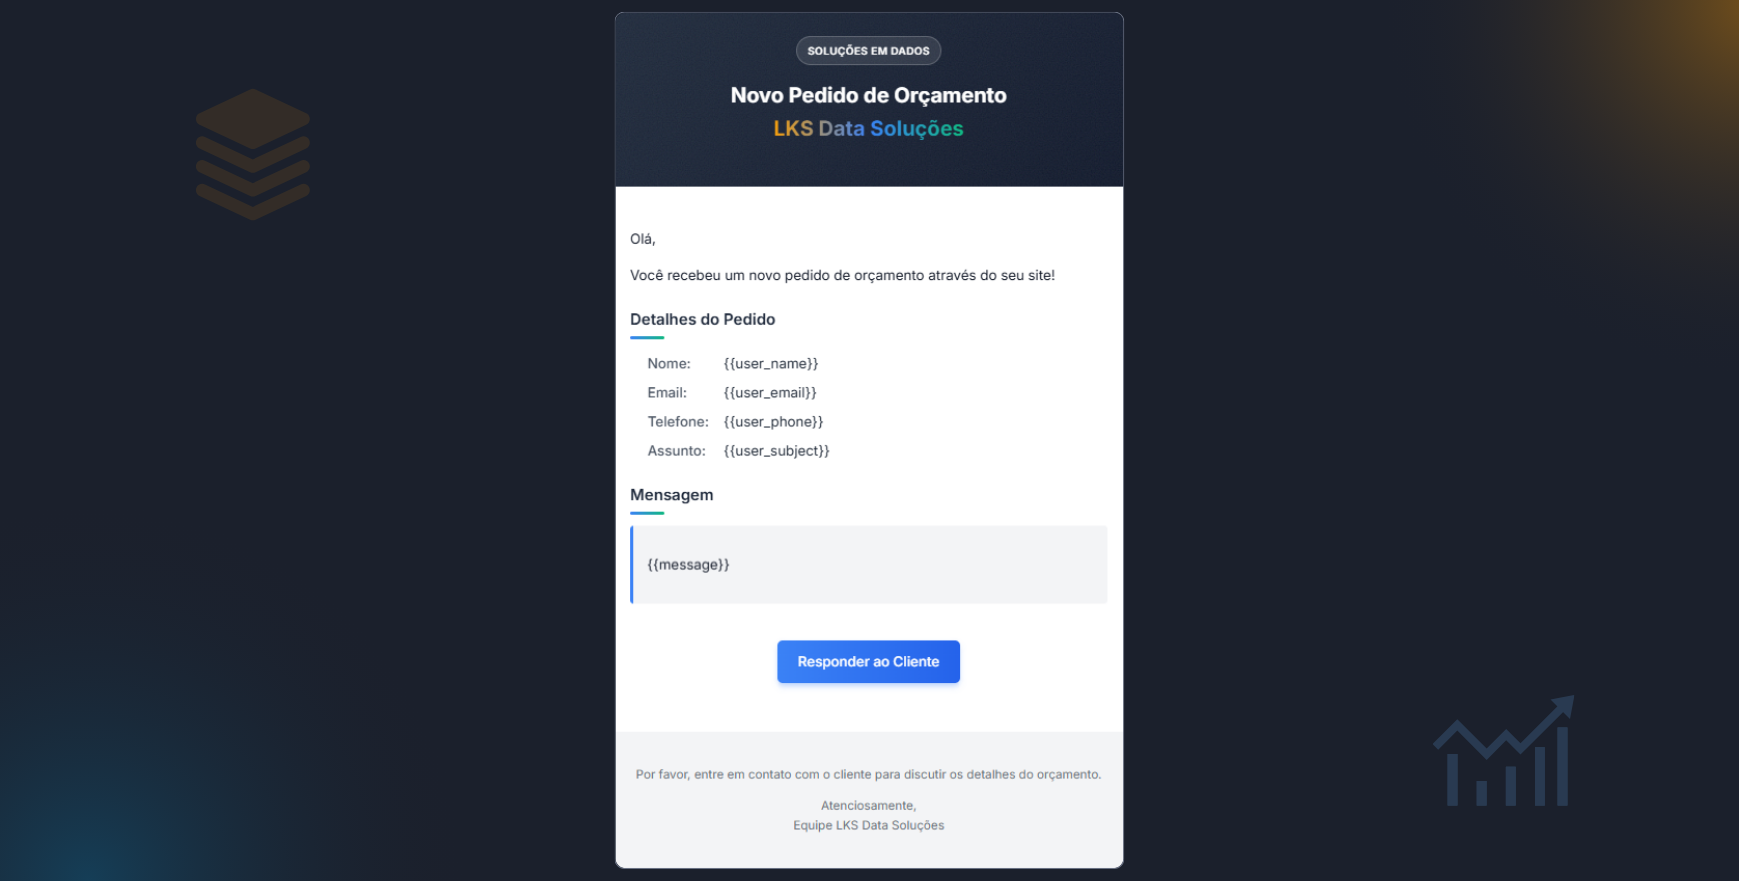 SOLUÇÕES EM DADOS
Novo Pedido de Orçamento
LKS Data Soluções
Olá,
Você recebeu um novo pedido de orçamento através do seu site!
Detalhes do Pedido
Nome: {{user_name}}
Email: {{user_email}}
Telefone: {{user_phone}}
Assunto: {{user_subject}}
Mensagem
{{message}}
Responder ao Cliente
Por favor, entre em contato com o cliente para discutir os detalhes do orçamento.
Atenciosamente,
Equipe LKS Data Soluções